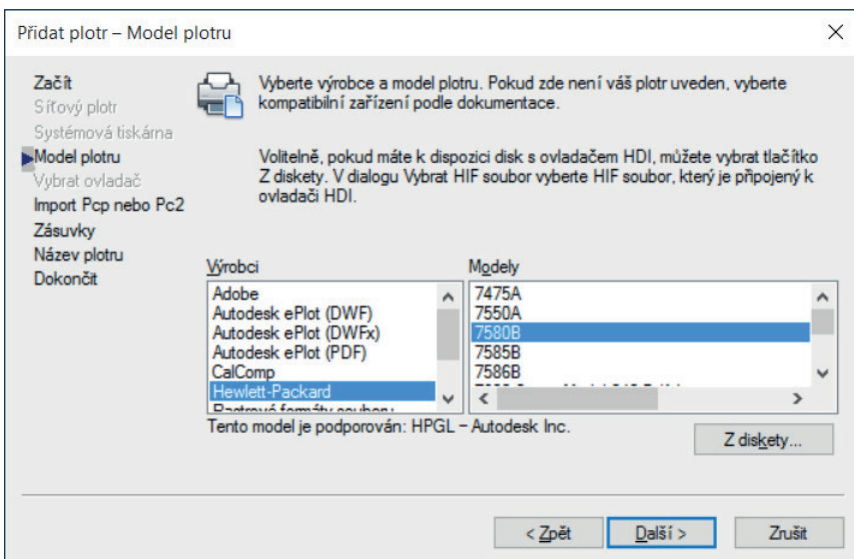 Přidat plotr – Model plotru
Začít
Síťový plotr
Systémová tiskárna
Model plotru
Vybrat ovladač
Import Pcp nebo Pc2
Zásuvky
Název plotru
Dokončit
Vyberte výrobce a model plotru. Pokud zde není váš plotr uveden, vyberte
kompatibilní zařízení podle dokumentace.
Volitelně, pokud máte k dispozici disk s ovladačem HDI, můžete vybrat tlačítko
Z diskety. V dialogu Vybrat HIF soubor vyberte HIF soubor, který je připojený k
ovladači HDI.
Výrobci
Adobe
Autodesk ePlot (DWF)
Autodesk ePlot (DWFx)
Autodesk ePlot (PDF)
CalComp
Hewlett-Packard
Rastrové formáty souboru
Modely
7475A
7550A
7580B
7585B
7586B
Tento model je podporován: HPGL – Autodesk Inc.
Z diskety...
< Zpět
Další >
Zrušit